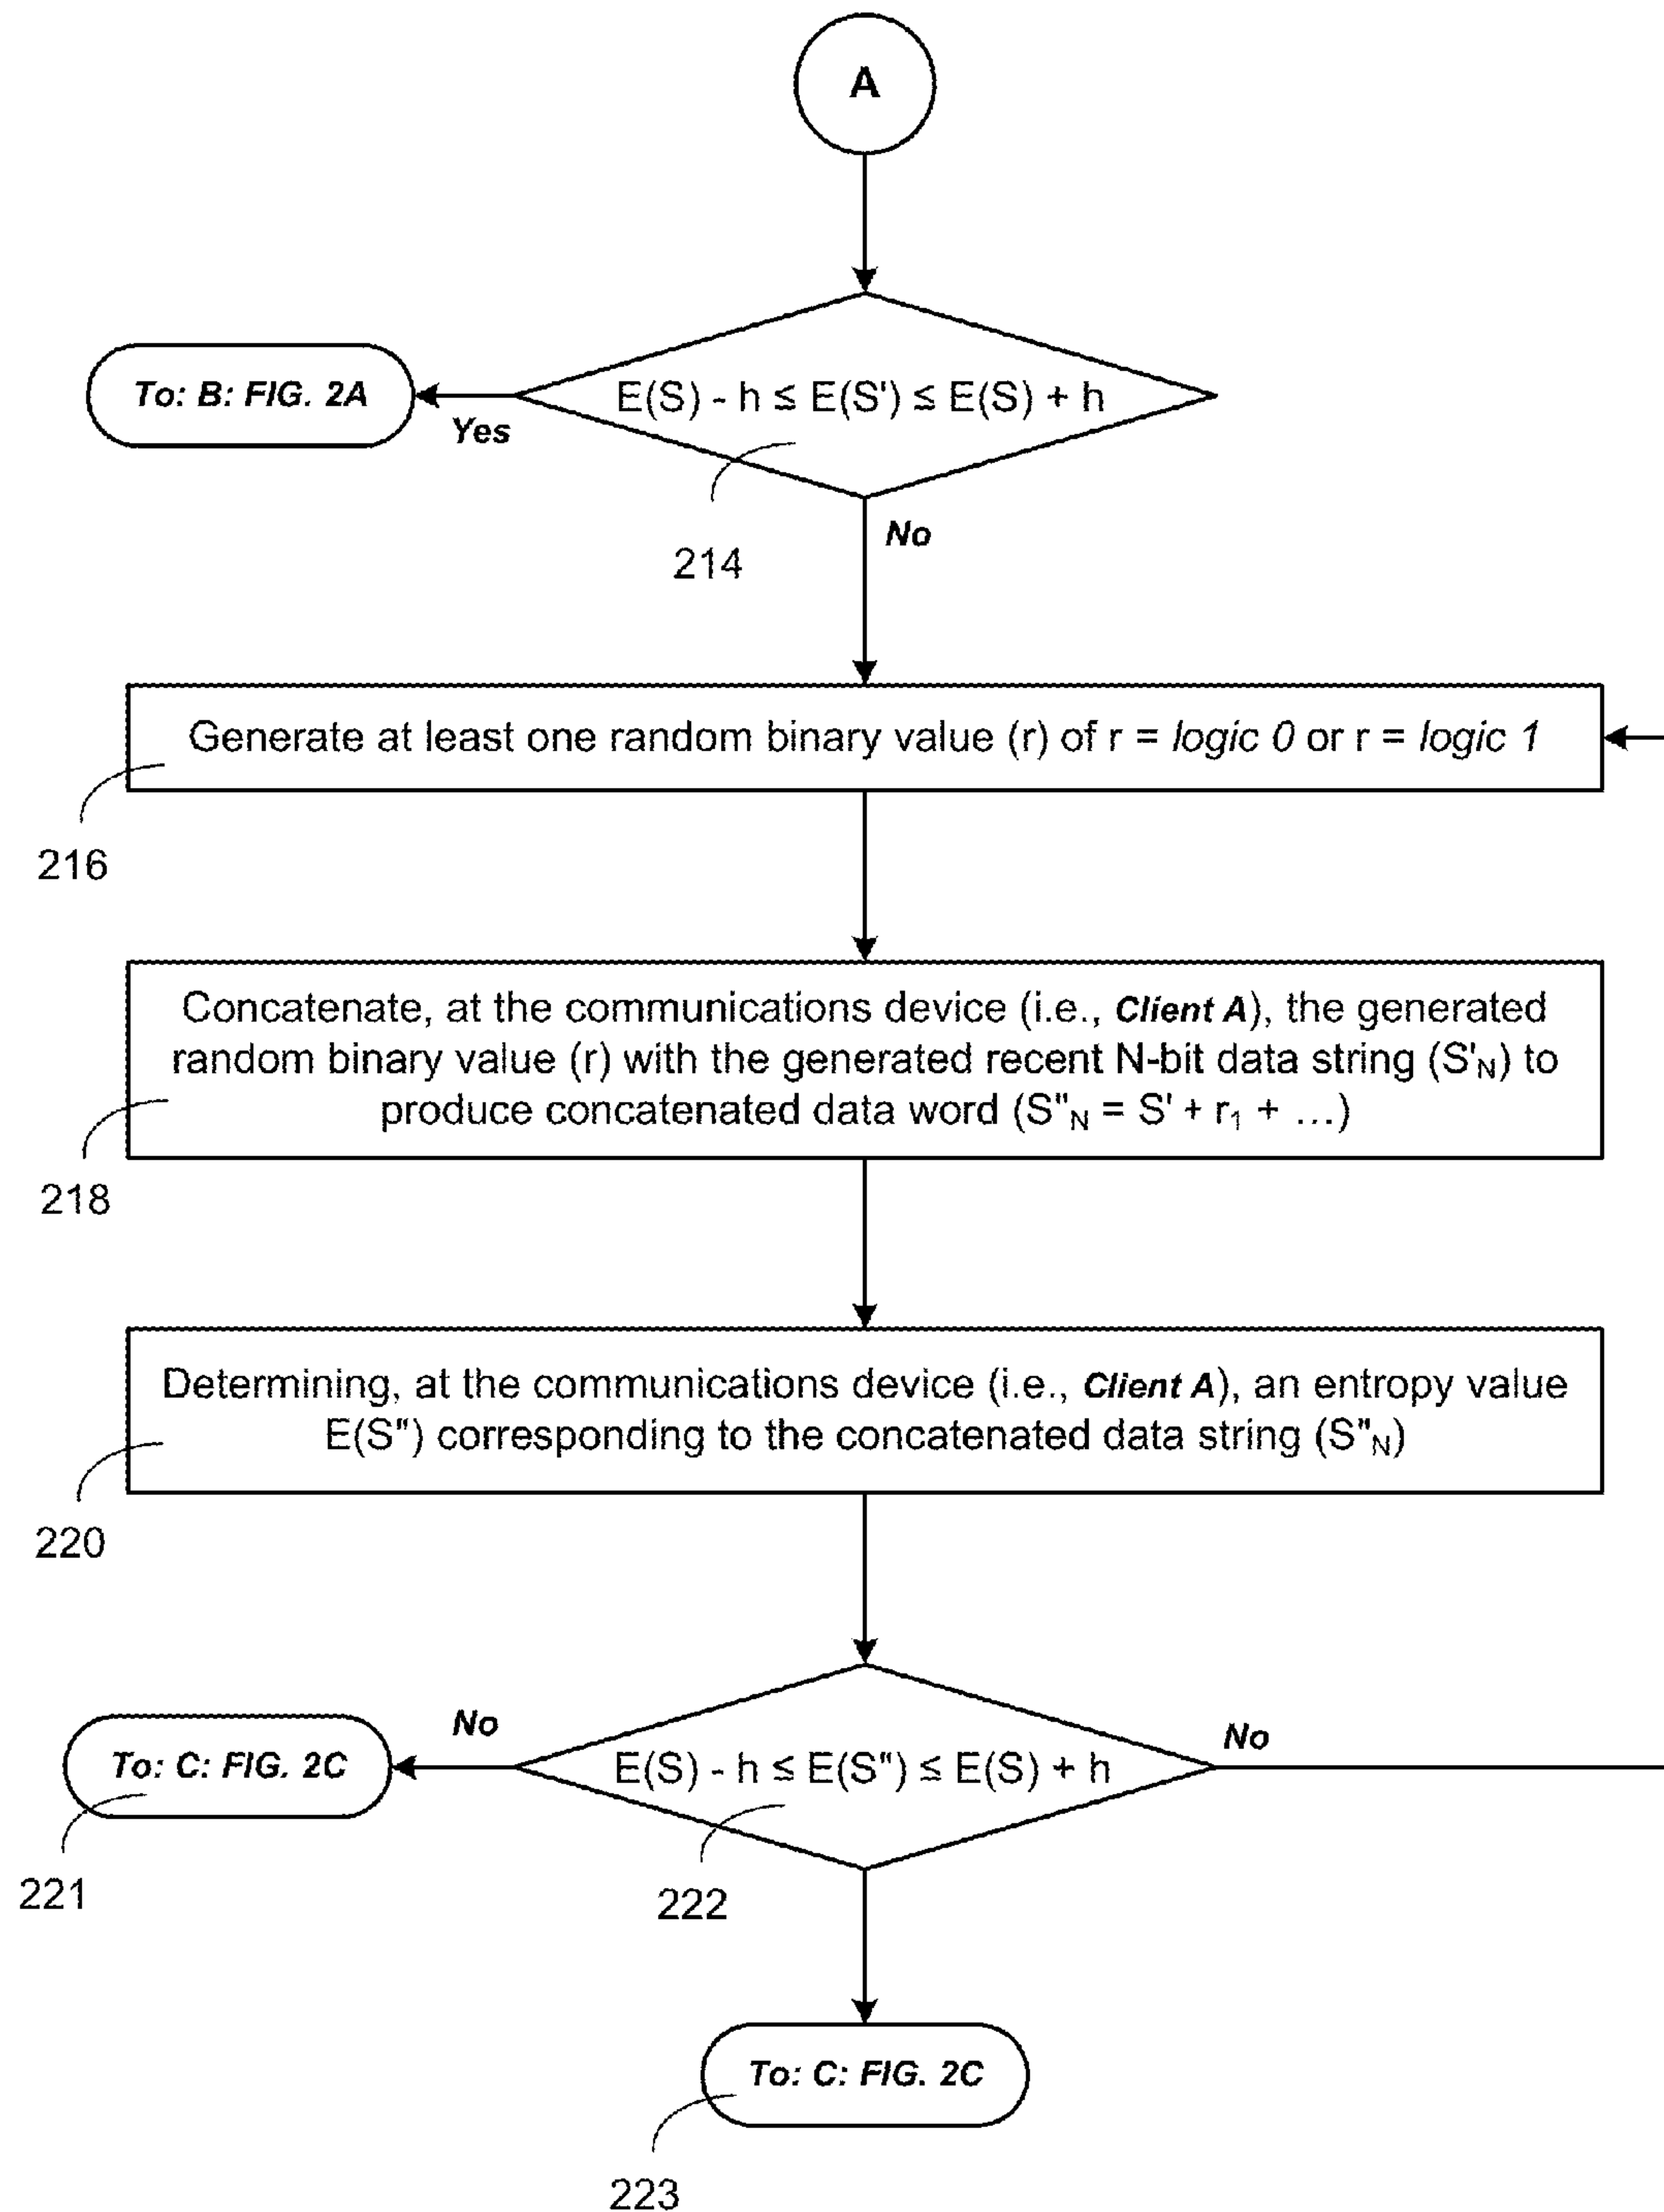 A
E(S) - h ≤ E(S') ≤ E(S) + h
To: B: FIG. 2A
Yes
No
214
Generate at least one random binary value (r) of r = logic 0 or r = logic 1
216
Concatenate, at the communications device (i.e., Client A), the generated
random binary value (r) with the generated recent N-bit data string (S'N) to
produce concatenated data word (S"N = S' + r1 + ...)
218
Determining, at the communications device (i.e., Client A), an entropy value
E(S") corresponding to the concatenated data string (S"N)
220
No
No
To: C: FIG. 2C
E(S) - h ≤ E(S") ≤ E(S) + h
221
222
To: C: FIG. 2C
223